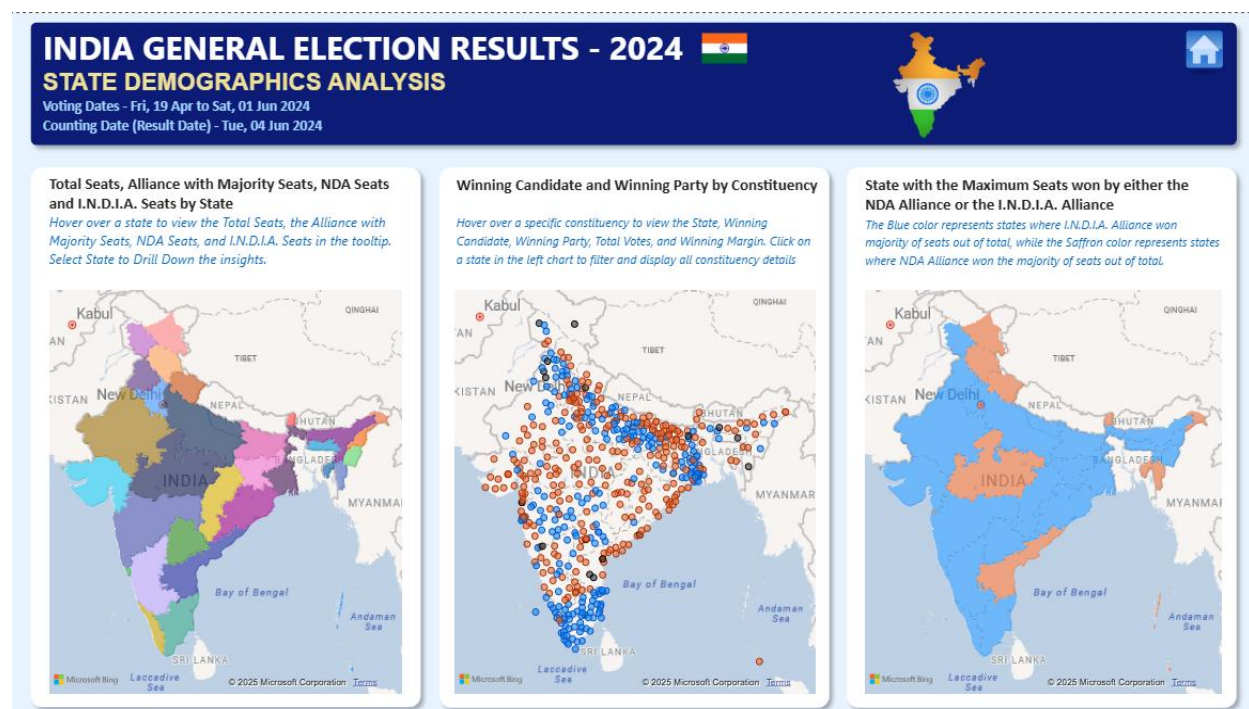 INDIA GENERAL ELECTION RESULTS - 2024
STATE DEMOGRAPHICS ANALYSIS
Voting Dates - Fri, 19 Apr to Sat, 01 Jun 2024
Counting Date (Result Date) - Tue, 04 Jun 2024
Total Seats, Alliance with Majority Seats, NDA Seats
and I.N.D.I.A. Seats by State
Hover over a state to view the Total Seats, the Alliance with
Majority Seats, NDA Seats, and I.N.D.I.A. Seats in the tooltip.
Select State to Drill Down the insights.
Kabul
QINGHAI
AN
TIBET
KISTAN
New Delhi
NEPAL
BHUTAN
BANGLADESH
INDIA
MYANMAR
Bay of Bengal
Andaman
Sea
SRI LANKA
Laccadive
Sea
Microsoft Bing
© 2025 Microsoft Corporation Terms
Winning Candidate and Winning Party by Constituency
Hover over a specific constituency to view the State, Winning
Candidate, Winning Party, Total Votes, and Winning Margin. Click on
a state in the left chart to filter and display all constituency details
Kabul
QINGHAI
AN
TIBET
KISTAN
New Delhi
NEPAL
BHUTAN
BANGLADESH
INDIA
MYANMAR
Bay of Bengal
Andaman
Sea
SRI LANKA
Laccadive
Sea
Microsoft Bing
© 2025 Microsoft Corporation Terms
State with the Maximum Seats won by either the
NDA Alliance or the I.N.D.I.A. Alliance
The Blue color represents states where I.N.D.I.A. Alliance won
majority of seats out of total, while the Saffron color represents states
where NDA Alliance won the majority of seats out of total.
Kabul
QINGHAI
AN
TIBET
KISTAN
New Delhi
NEPAL
BHUTAN
BANGLADESH
INDIA
MYANMAR
Bay of Bengal
Andaman
Sea
SRI LANKA
Laccadive
Sea
Microsoft Bing
© 2025 Microsoft Corporation Terms